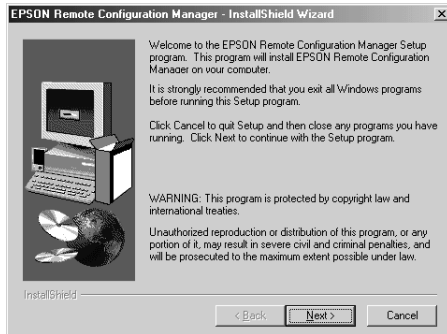 EPSON Remote Configuration Manager - InstallShield Wizard
Welcome to the EPSON Remote Configuration Manager Setup
program. This program will install EPSON Remote Configuration
Manager on your computer.
It is strongly recommended that you exit all Windows programs
before running this Setup program.
Click Cancel to quit Setup and then close any programs you have
running. Click Next to continue with the Setup program.
WARNING: This program is protected by copyright law and
international treaties.
Unauthorized reproduction or distribution of this program, or any
portion of it, may result in severe civil and criminal penalties, and
will be prosecuted to the maximum extent possible under law.
InstallShield
< Back Next > Cancel